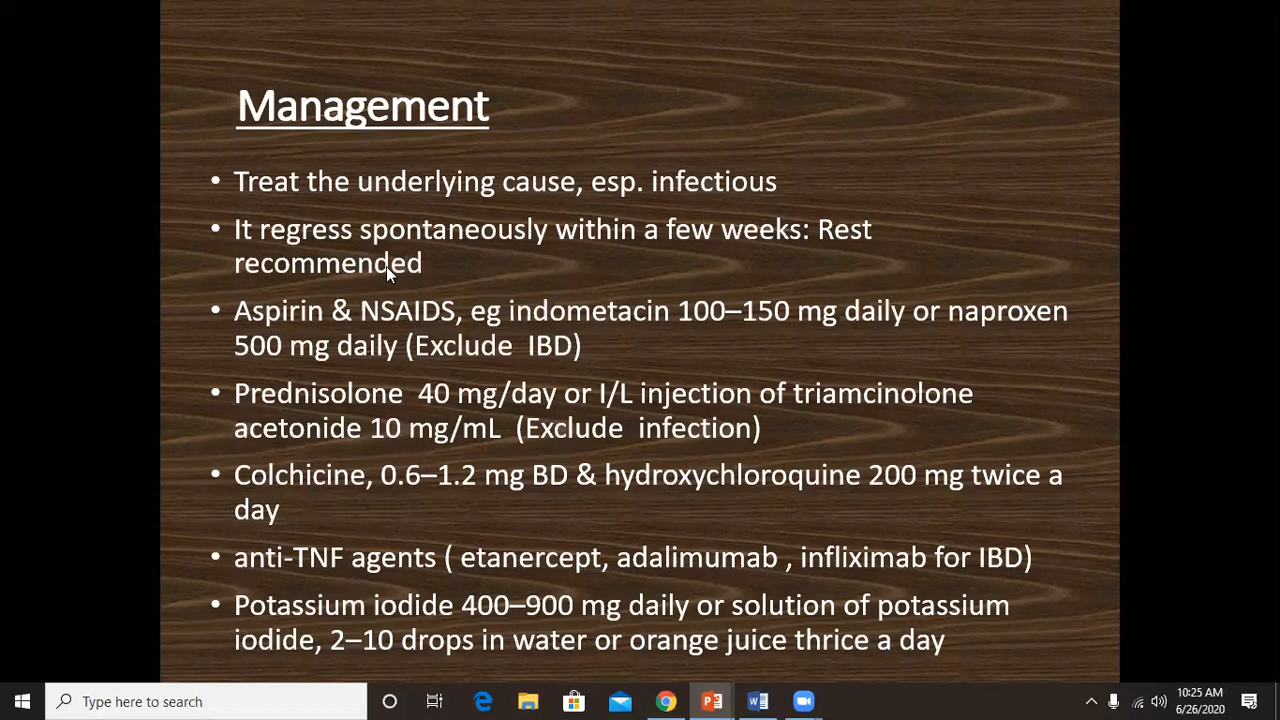 Management
• Treat the underlying cause, esp. infectious
• It regress spontaneously within a few weeks: Rest
recommended
• Aspirin & NSAIDS, eg indometacin 100–150 mg daily or naproxen
500 mg daily (Exclude IBD)
• Prednisolone 40 mg/day or I/L injection of triamcinolone
acetonide 10 mg/mL (Exclude infection)
• Colchicine, 0.6–1.2 mg BD & hydroxychloroquine 200 mg twice a
day
• anti-TNF agents ( etanercept, adalimumab , infliximab for IBD)
• Potassium iodide 400–900 mg daily or solution of potassium
iodide, 2–10 drops in water or orange juice thrice a day
Type here to search
10:25 AM
6/26/2020